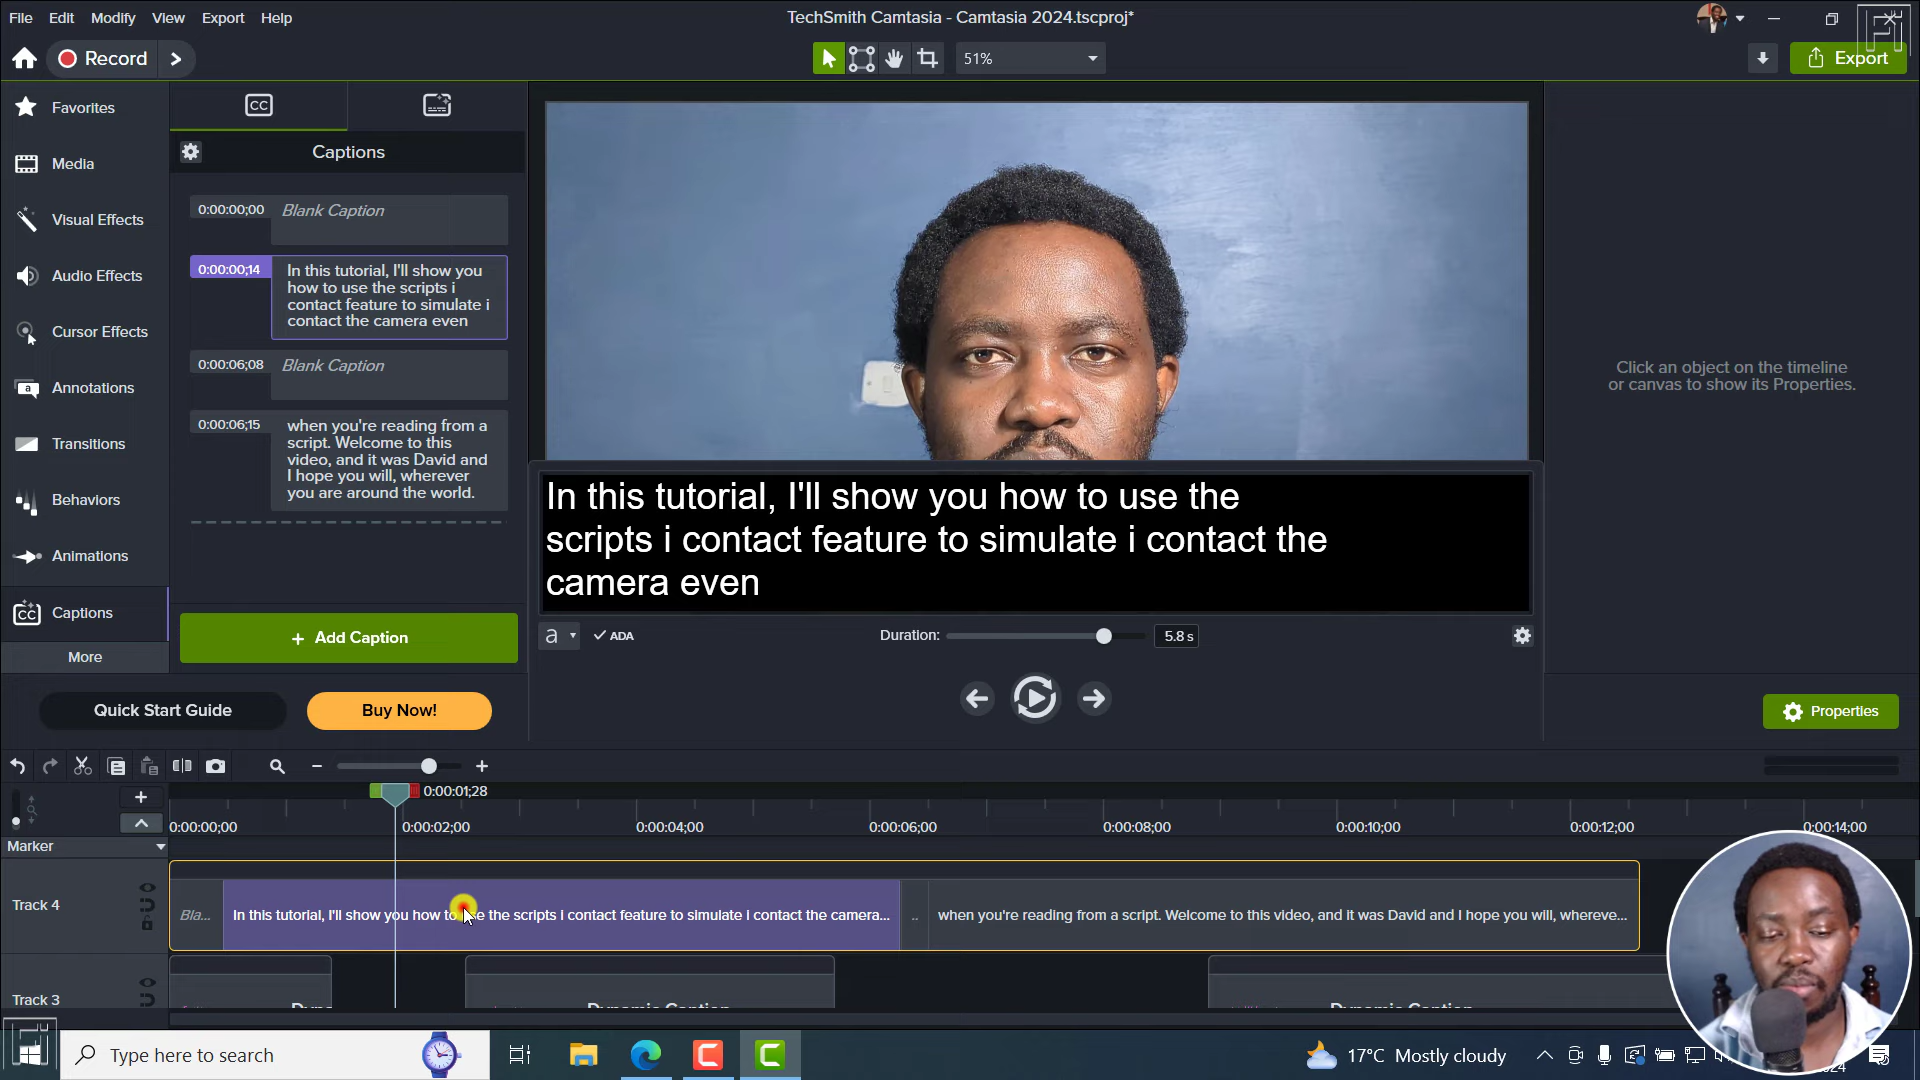 File Edit Modify View Export Help
TechSmith Camtasia - Camtasia 2024.tscproj*
Record
51%
Export
Favorites
Media
Visual Effects
Audio Effects
Cursor Effects
Annotations
Transitions
Behaviors
Animations
Captions
More
CC
Captions
0:00:00;00 Blank Caption
0:00:00;14 In this tutorial, I'll show you
how to use the scripts i
contact feature to simulate i
contact the camera even
0:00:06;08 Blank Caption
0:00:06;15 when you're reading from a
script. Welcome to this
video, and it was David and
I hope you will, wherever
you are around the world.
+ Add Caption
Quick Start Guide
Buy Now!
In this tutorial, I'll show you how to use the
scripts i contact feature to simulate i contact the
camera even
a ADA
Duration: 5.8 s
Click an object on the timeline
or canvas to show its Properties.
Properties
0:00:01;28
0:00:00;00 0:00:02;00 0:00:04;00 0:00:06;00 0:00:08;00 0:00:10;00 0:00:12;00 0:00:14;00
Marker
Track 4
Bla... In this tutorial, I'll show you how to use the scripts i contact feature to simulate i contact the camera... .. when you're reading from a script. Welcome to this video, and it was David and I hope you will, whereve...
Track 3
Dynamic Caption
Dynamic Caption
Type here to search
17°C Mostly cloudy